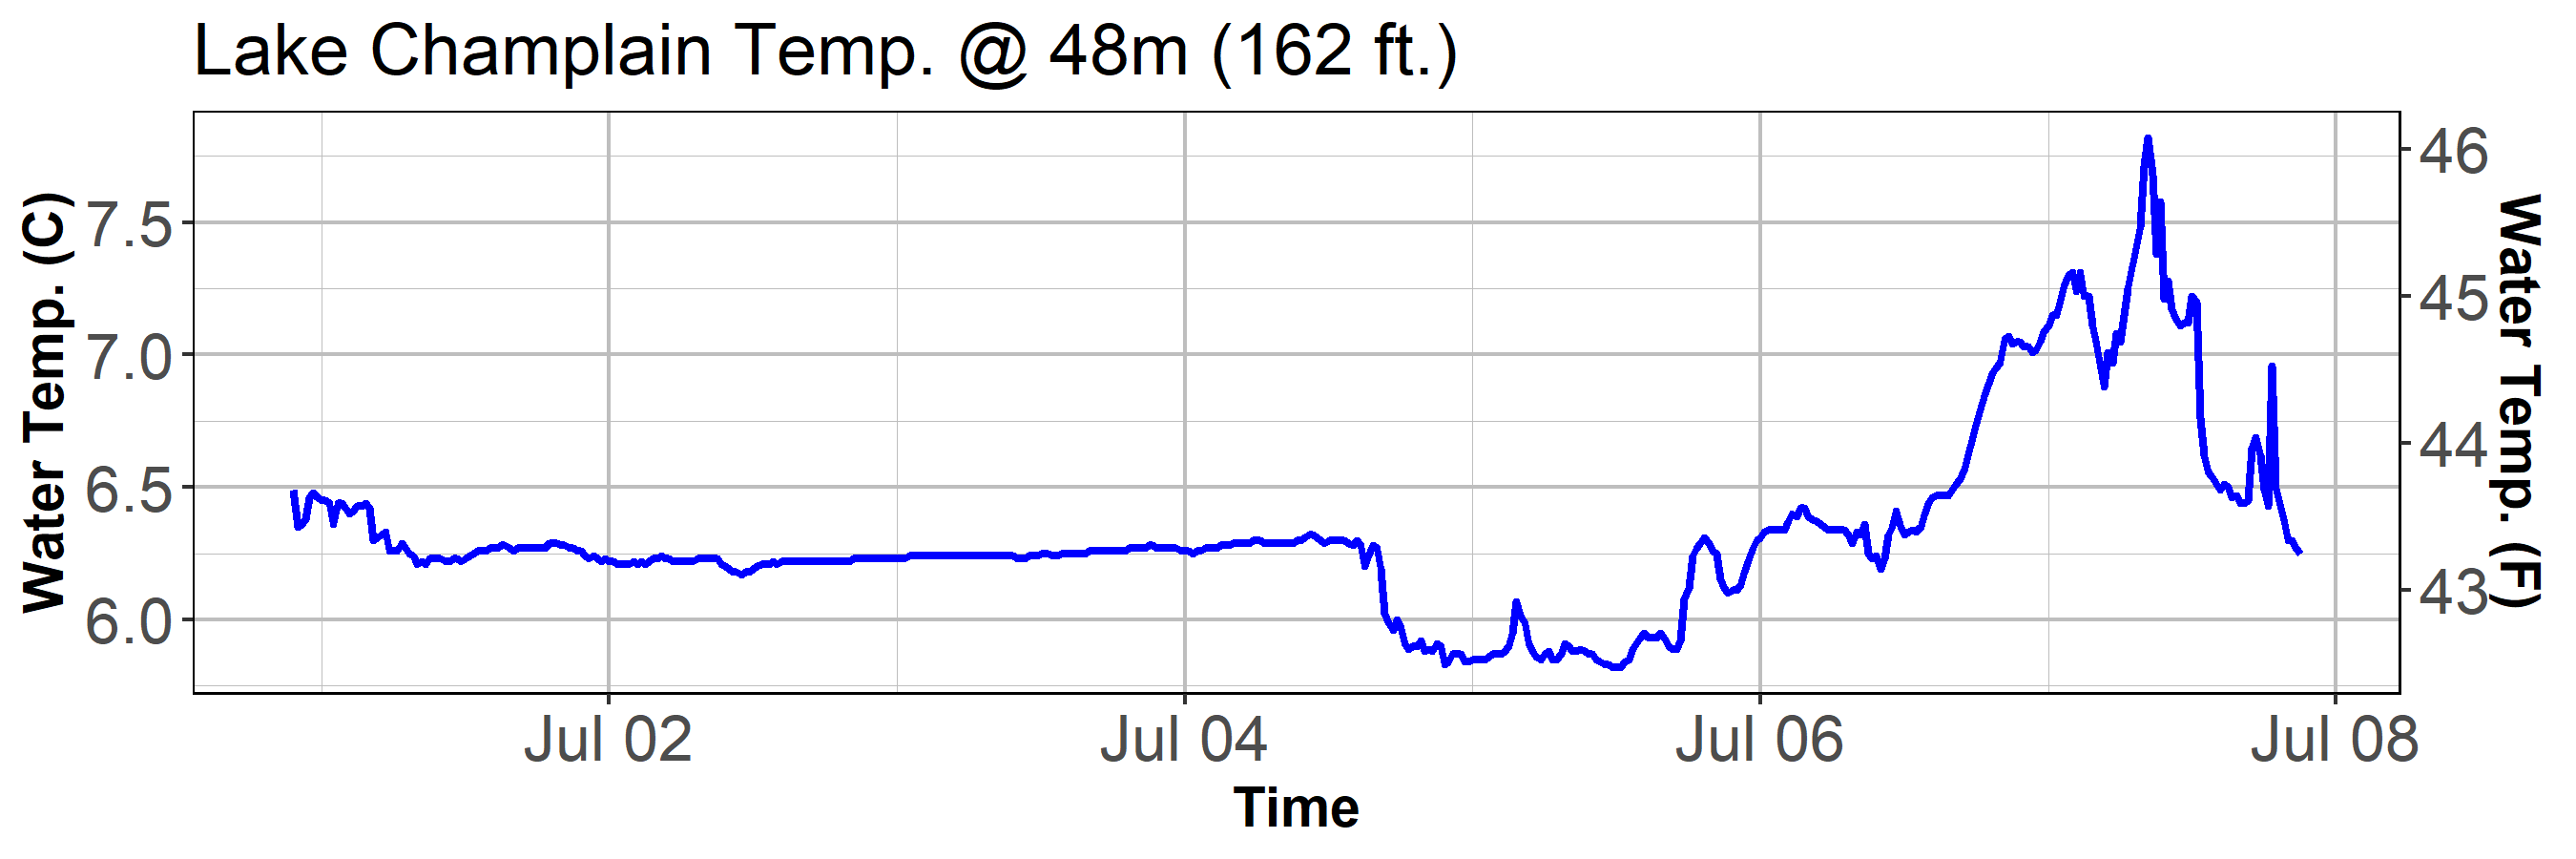 Lake Champlain Temp. @ 48m (162 ft.)
Water Temp. (C)
7.5
7.0
6.5
6.0
46
45
44
43
Water Temp. (F)
Jul 02
Jul 04
Jul 06
Jul 08
Time